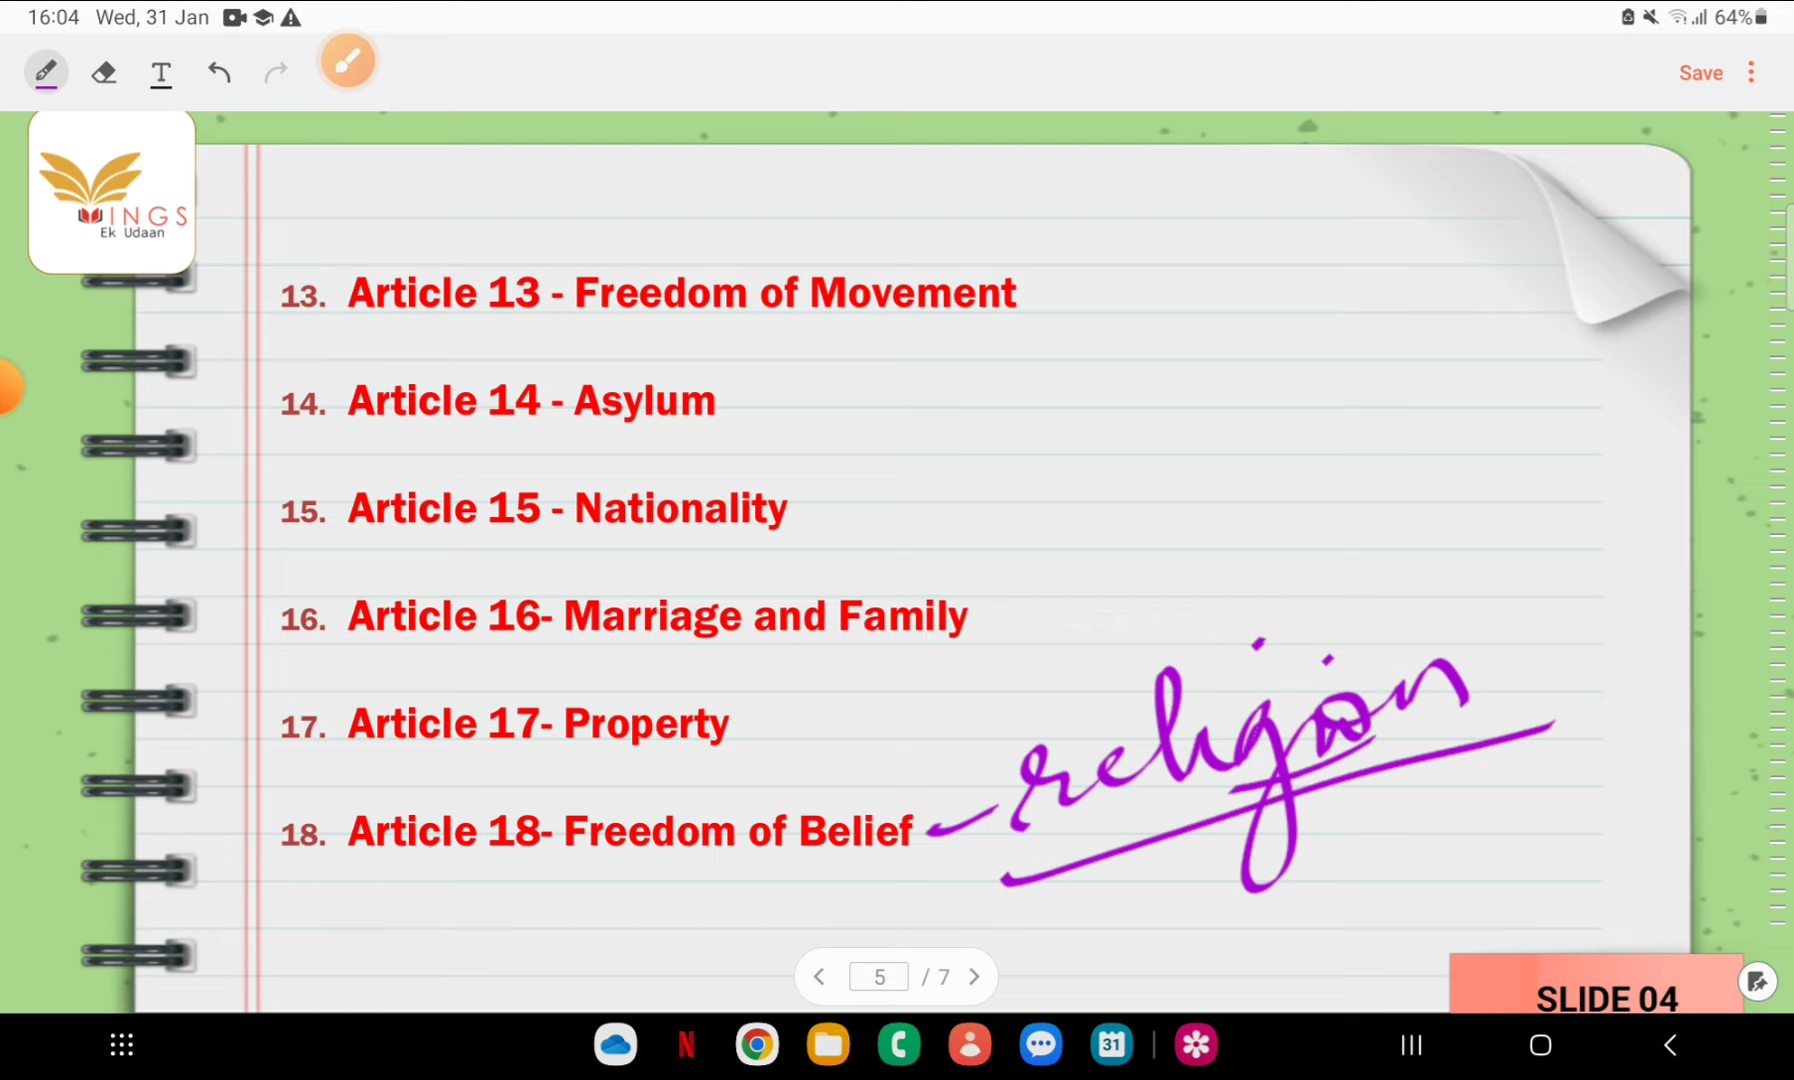 16:04 Wed, 31 Jan
64%
T
Save
WINGS
Ek Udaan
13. Article 13 - Freedom of Movement
14. Article 14 - Asylum
15. Article 15 - Nationality
16. Article 16- Marriage and Family
17. Article 17- Property
18. Article 18- Freedom of Belief - religion
5 / 7
SLIDE 04
N
31